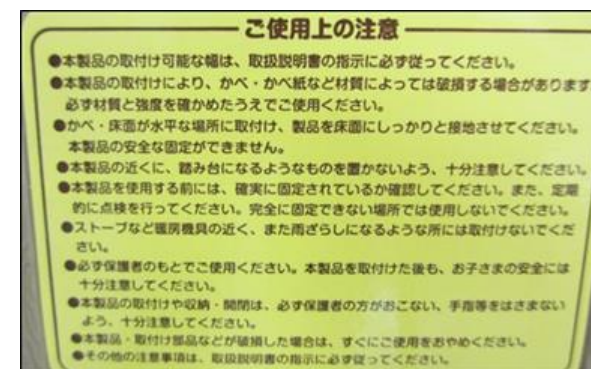 ご使用上の注意
●本製品の取付け可能な幅は、取扱説明書の指示に必ず従ってください。
●本製品の取付けにより、かべ・かべ紙など材質によっては破損する場合があります
必ず材質と強度を確かめたうえでご使用ください。
●かべ・床面が水平な場所に取付け、製品を床面にしっかりと接地させてください。
本製品の安全な固定ができません。
●本製品の近くに、踏み台になるようなものを置かないよう、十分注意してください。
●本製品を使用する前には、確実に固定されているか確認してください。また、定期
的に点検を行ってください。完全に固定できない場所では使用しないでください。
●ストーブなど暖房機具の近く、また雨ざらしになるような所には取付けないでくだ
さい。
●必ず保護者のもとでご使用ください。本製品を取付けた後も、お子さまの安全には
十分注意してください。
●本製品の取付けや収納・開閉は、必ず保護者の方がおこない、手指等をはさまない
よう、十分注意してください。
●本製品・取付け部品などが破損した場合は、すぐにご使用をおやめください。
●その他の注意事項は、取扱説明書の指示に必ず従ってください。